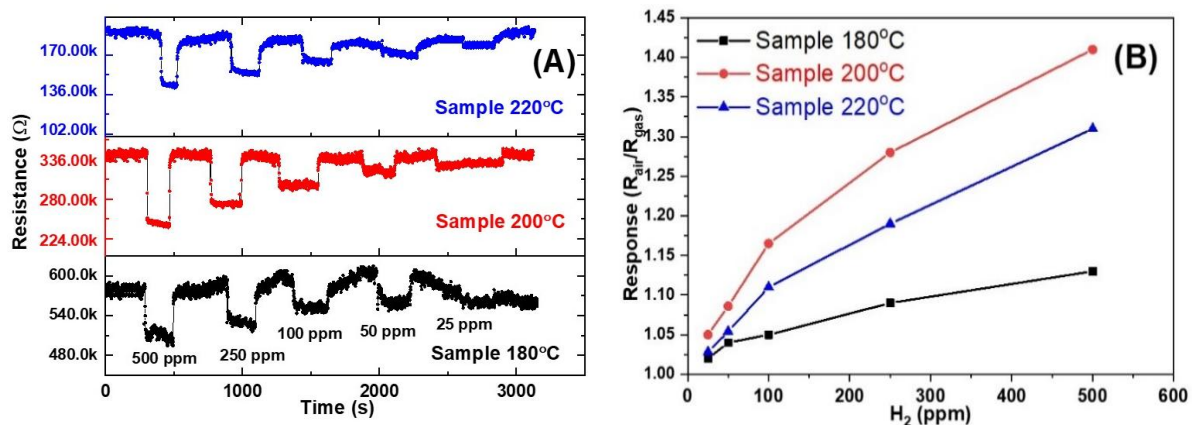 (A)
170.00k
136.00k
102.00k
Sample 220°C
336.00k
280.00k
224.00k
Sample 200°C
600.0k
540.0k
480.0k
500 ppm
250 ppm
100 ppm
50 ppm
25 ppm
Sample 180°C
Resistance (Ω)
0
1000
2000
3000
Time (s)
(B)
Sample 180°C
Sample 200°C
Sample 220°C
1.45
1.40
1.35
1.30
1.25
1.20
1.15
1.10
1.05
1.00
Response (Rair/Rgas)
0
100
200
300
400
500
600
H2 (ppm)